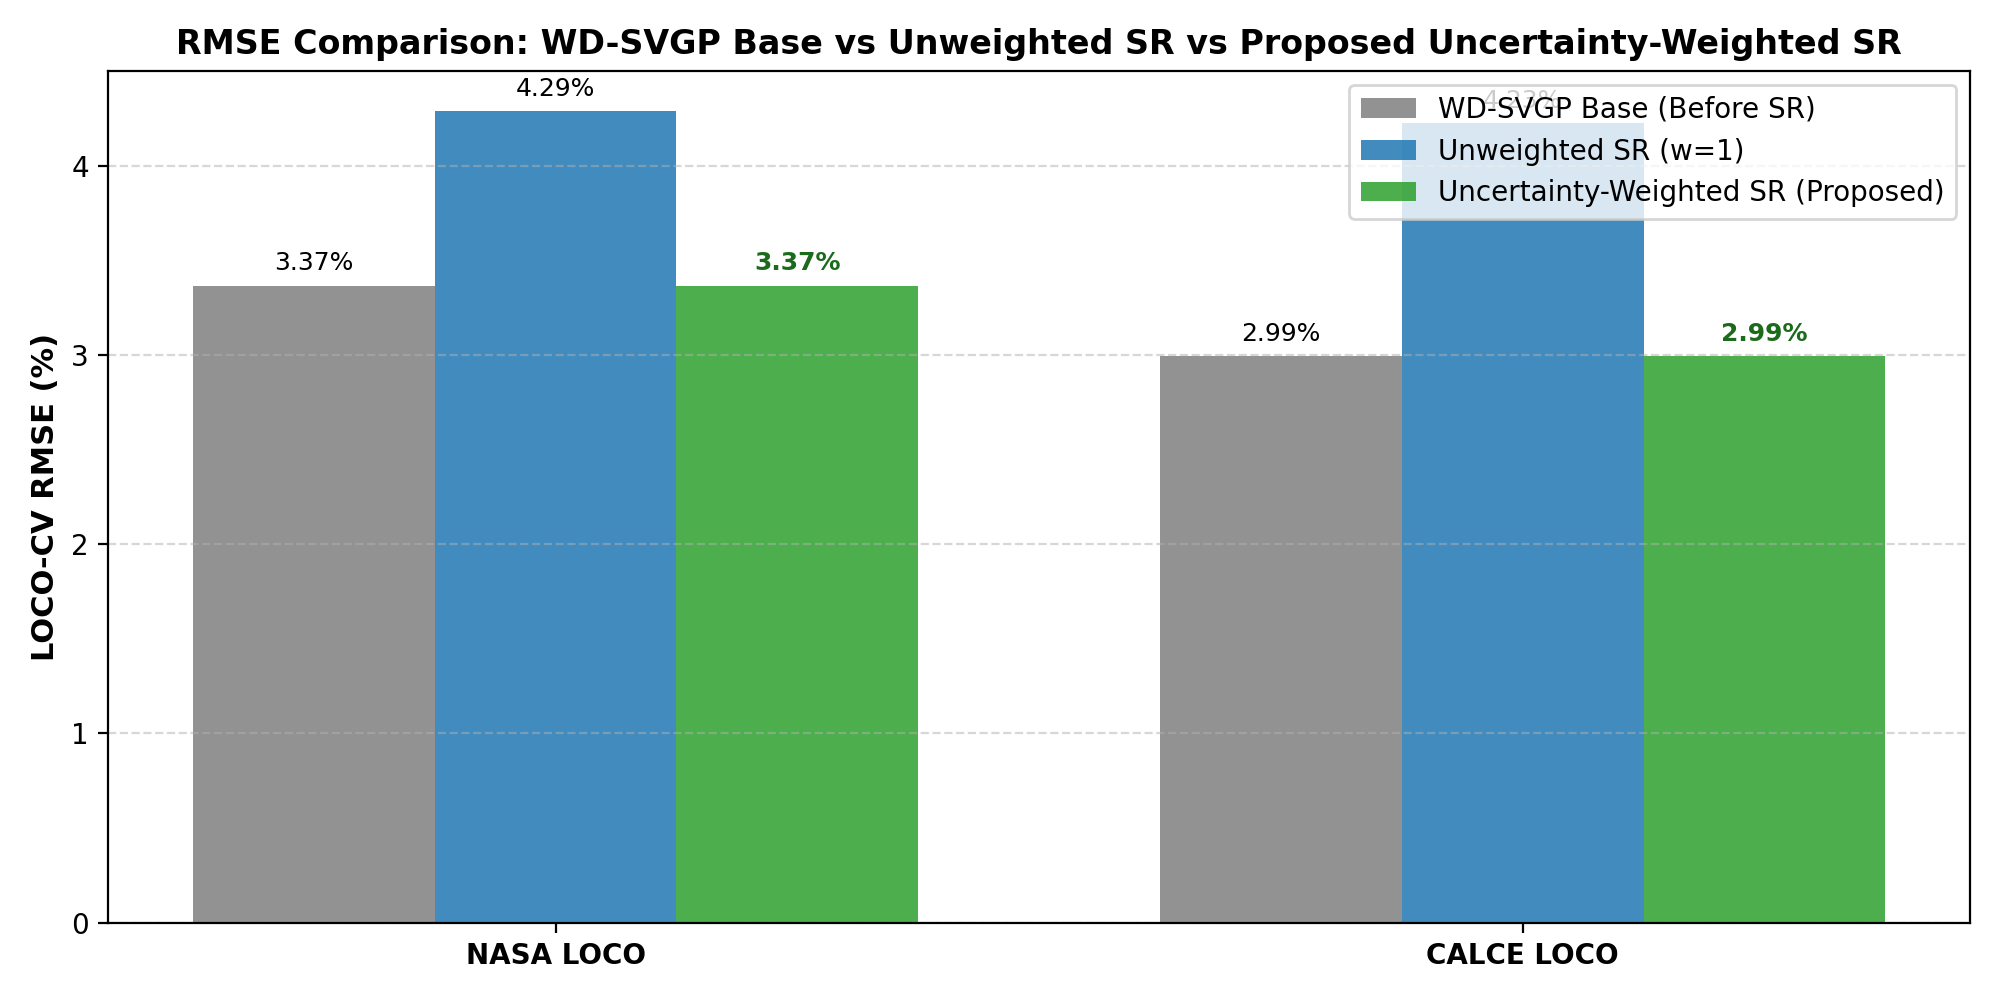 RMSE Comparison: WD-SVGP Base vs Unweighted SR vs Proposed Uncertainty-Weighted SR
LOCO-CV RMSE (%)
4
3
2
1
0
3.37%
4.29%
3.37%
2.99%
4.23%
2.99%
WD-SVGP Base (Before SR)
Unweighted SR (w=1)
Uncertainty-Weighted SR (Proposed)
NASA LOCO
CALCE LOCO